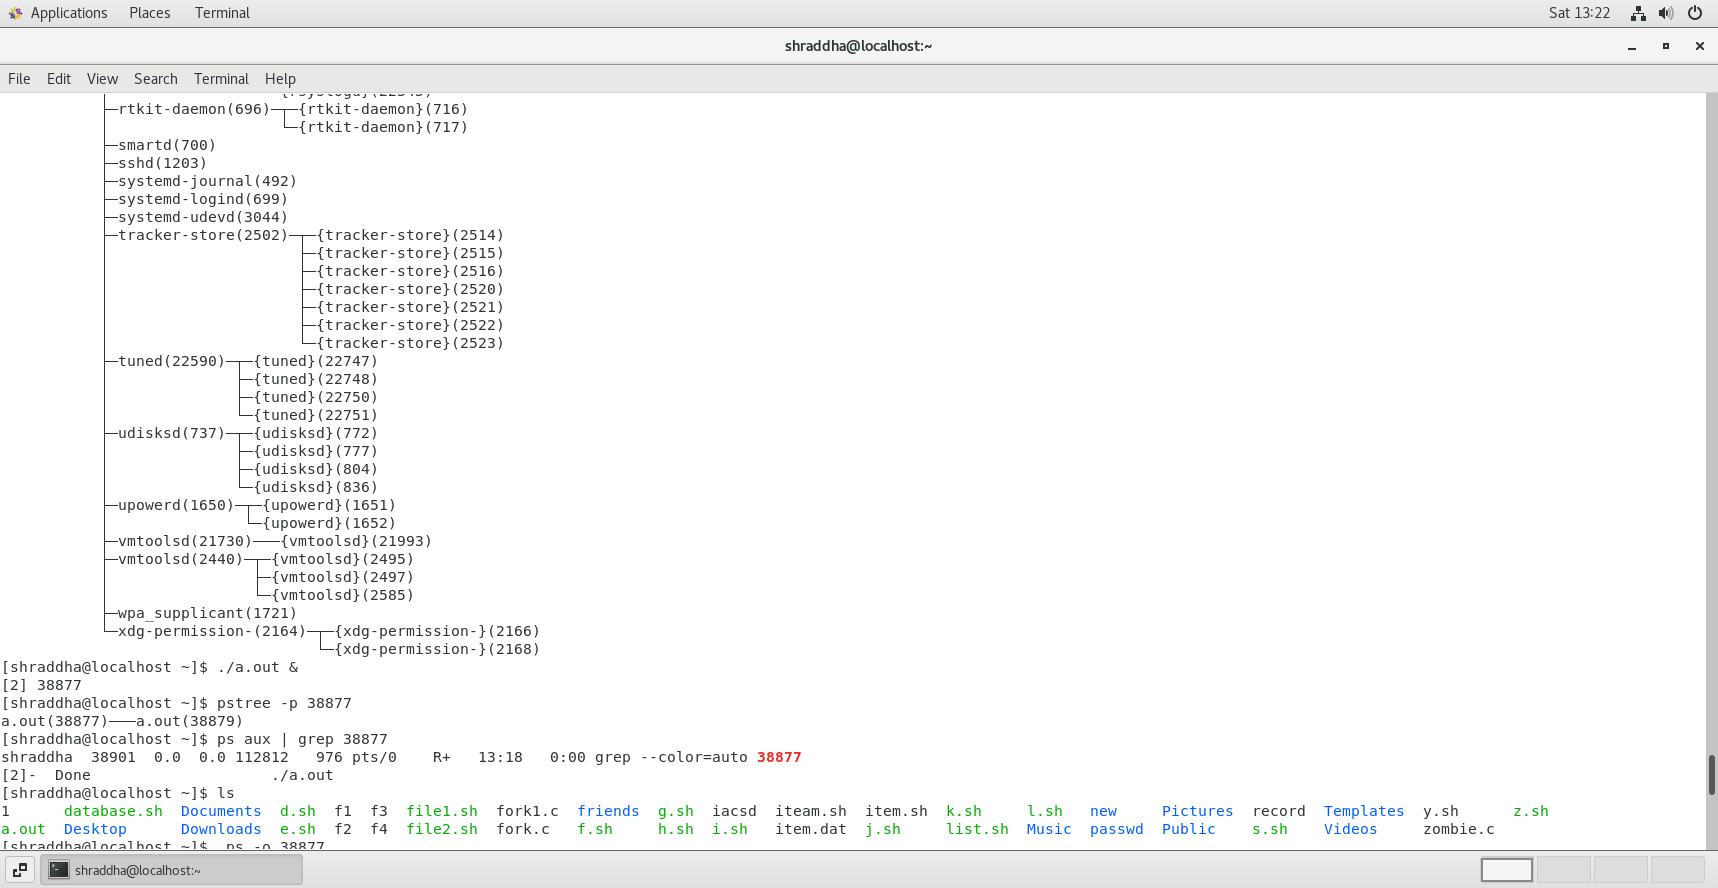 Applications Places Terminal Sat 13:22
shraddha@localhost:~
File Edit View Search Terminal Help
├─rtkit-daemon(696)─┬─{rtkit-daemon}(716)
└─{rtkit-daemon}(717)
├─smartd(700)
├─sshd(1203)
├─systemd-journal(492)
├─systemd-logind(699)
├─systemd-udevd(3044)
├─tracker-store(2502)─┬─{tracker-store}(2514)
├─{tracker-store}(2515)
├─{tracker-store}(2516)
├─{tracker-store}(2520)
├─{tracker-store}(2521)
├─{tracker-store}(2522)
└─{tracker-store}(2523)
├─tuned(22590)─┬─{tuned}(22747)
├─{tuned}(22748)
├─{tuned}(22750)
└─{tuned}(22751)
├─udisksd(737)─┬─{udisksd}(772)
├─{udisksd}(777)
├─{udisksd}(804)
└─{udisksd}(836)
├─upowerd(1650)─┬─{upowerd}(1651)
└─{upowerd}(1652)
├─vmtoolsd(21730)───{vmtoolsd}(21993)
├─vmtoolsd(2440)─┬─{vmtoolsd}(2495)
├─{vmtoolsd}(2497)
└─{vmtoolsd}(2585)
├─wpa_supplicant(1721)
└─xdg-permission-(2164)─┬─{xdg-permission-}(2166)
└─{xdg-permission-}(2168)
[shraddha@localhost ~]$ ./a.out &
[2] 38877
[shraddha@localhost ~]$ pstree -p 38877
a.out(38877)───a.out(38879)
[shraddha@localhost ~]$ ps aux | grep 38877
shraddha  38901  0.0  0.0 112812   976 pts/0    R+   13:18   0:00 grep --color=auto 38877
[2]-  Done                    ./a.out
[shraddha@localhost ~]$ ls
1      database.sh  Documents  d.sh  f1  f3  file1.sh  fork1.c  friends  g.sh  iacsd  iteam.sh  item.sh  k.sh     l.sh   new     Pictures  record  Templates  y.sh      z.sh
a.out  Desktop      Downloads  e.sh  f2  f4  file2.sh  fork.c   f.sh     h.sh  i.sh   item.dat  j.sh     list.sh  Music  passwd  Public    s.sh    Videos     zombie.c
[shraddha@localhost ~]$  ps -o 38877
shraddha@localhost:~